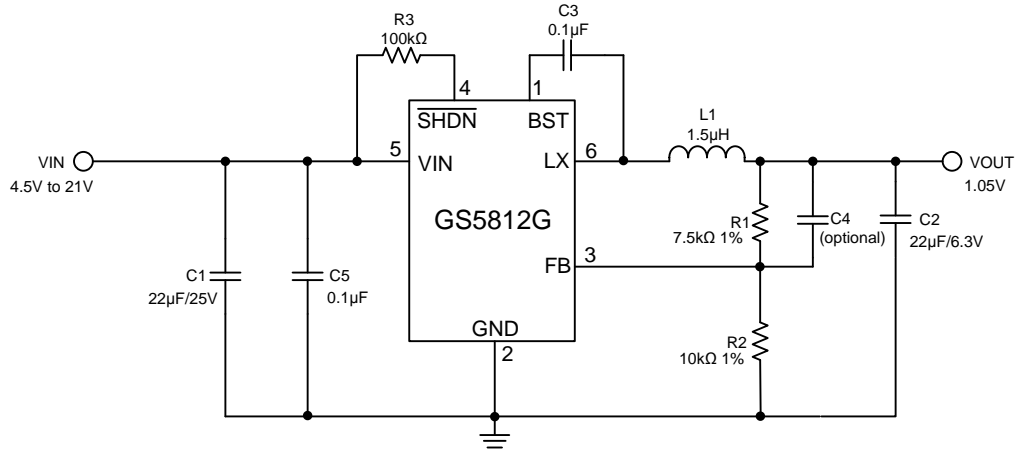 R3
100kΩ
C3
0.1µF
4
1
SHDN
BST
L1
1.5µH
VIN
4.5V to 21V
5
VIN
LX
6
VOUT
1.05V
GS5812G
R1
7.5kΩ 1%
C4
(optional)
C2
22µF/6.3V
FB
3
C1
22µF/25V
C5
0.1µF
GND
2
R2
10kΩ 1%